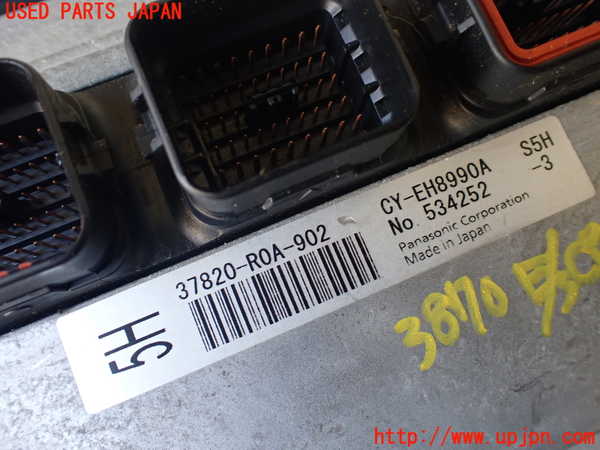 USED PARTS JAPAN
5H
37820-R0A-902
CY-EH8990A
No. 534252
Panasonic Corporation
Made in Japan
S5H
-3
3870
http://www.upjpn.com/